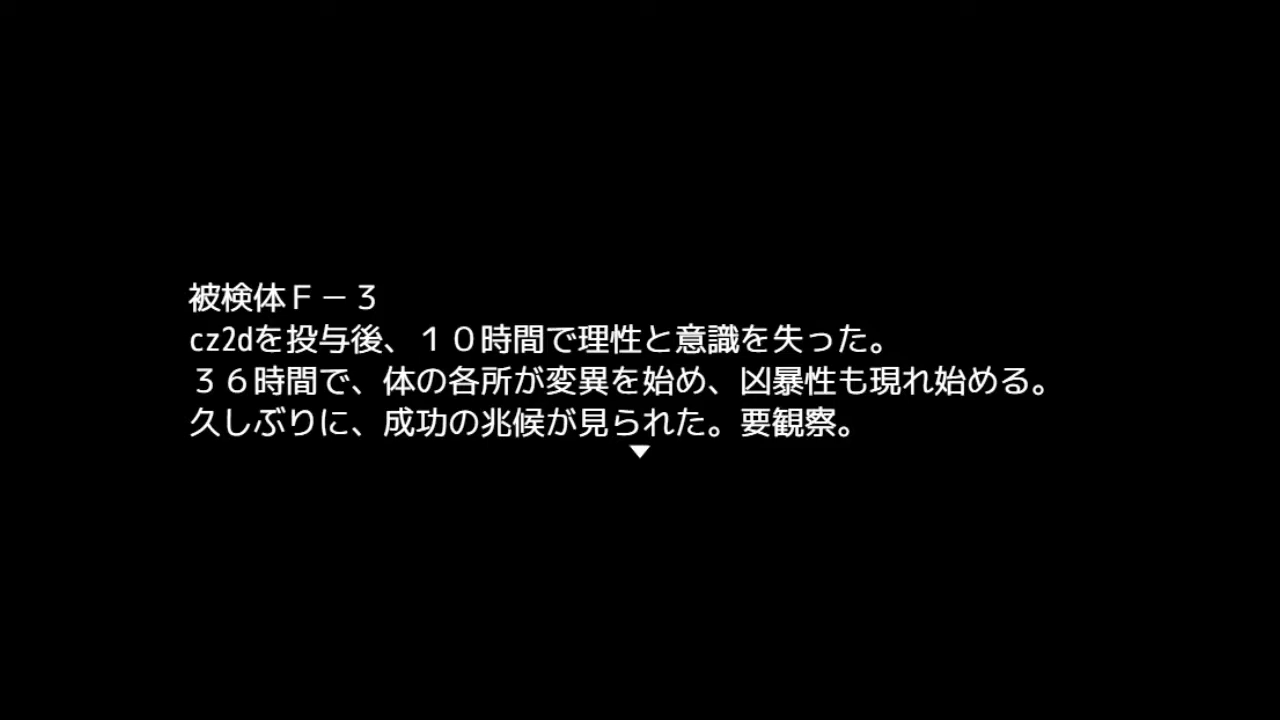 被検体Ｆ－３
cz2dを投与後、１０時間で理性と意識を失った。
３６時間で、体の各所が変異を始め、凶暴性も現れ始める。
久しぶりに、成功の兆候が見られた。要観察。